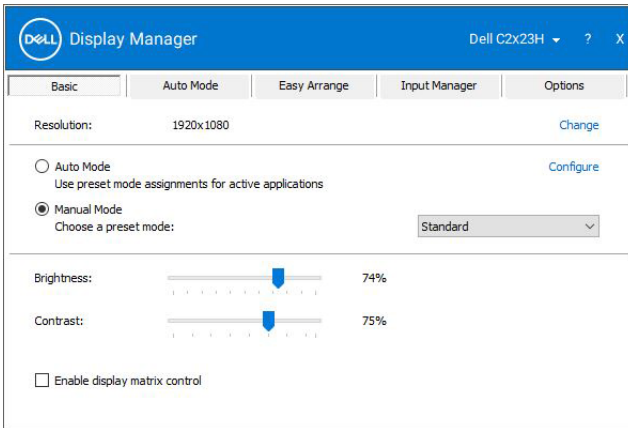 DELL Display Manager Dell C2x23H ? X
Basic Auto Mode Easy Arrange Input Manager Options
Resolution: 1920x1080 Change
Auto Mode Configure
Use preset mode assignments for active applications
Manual Mode
Choose a preset mode: Standard
Brightness: 74%
Contrast: 75%
Enable display matrix control